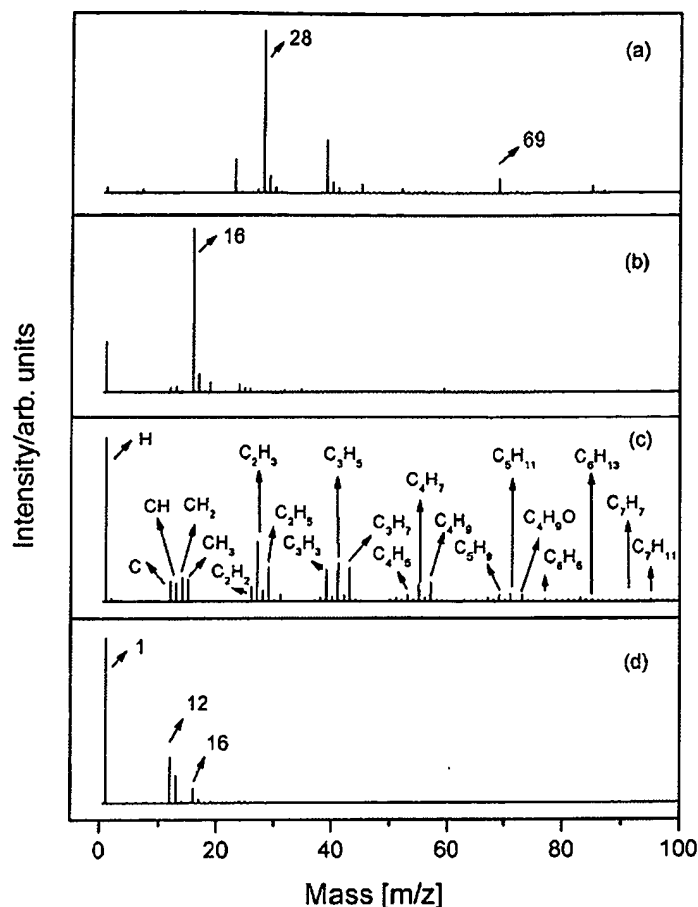 28
(a)
69
16
(b)
H
(c)
C₂H₃
C₃H₅
C₅H₁₁
C₆H₁₃
C₄H₇
CH
CH₂
C₂H₅
C₃H₇
C₄H₉
C₄H₉O
C₇H₇
C
CH₃
C₂H₂
C₃H₃
C₄H₅
C₅H₉
C₆H₆
C₇H₁₁
1
(d)
12
16
0 20 40 60 80 100
Mass [m/z]
Intensity/arb. units